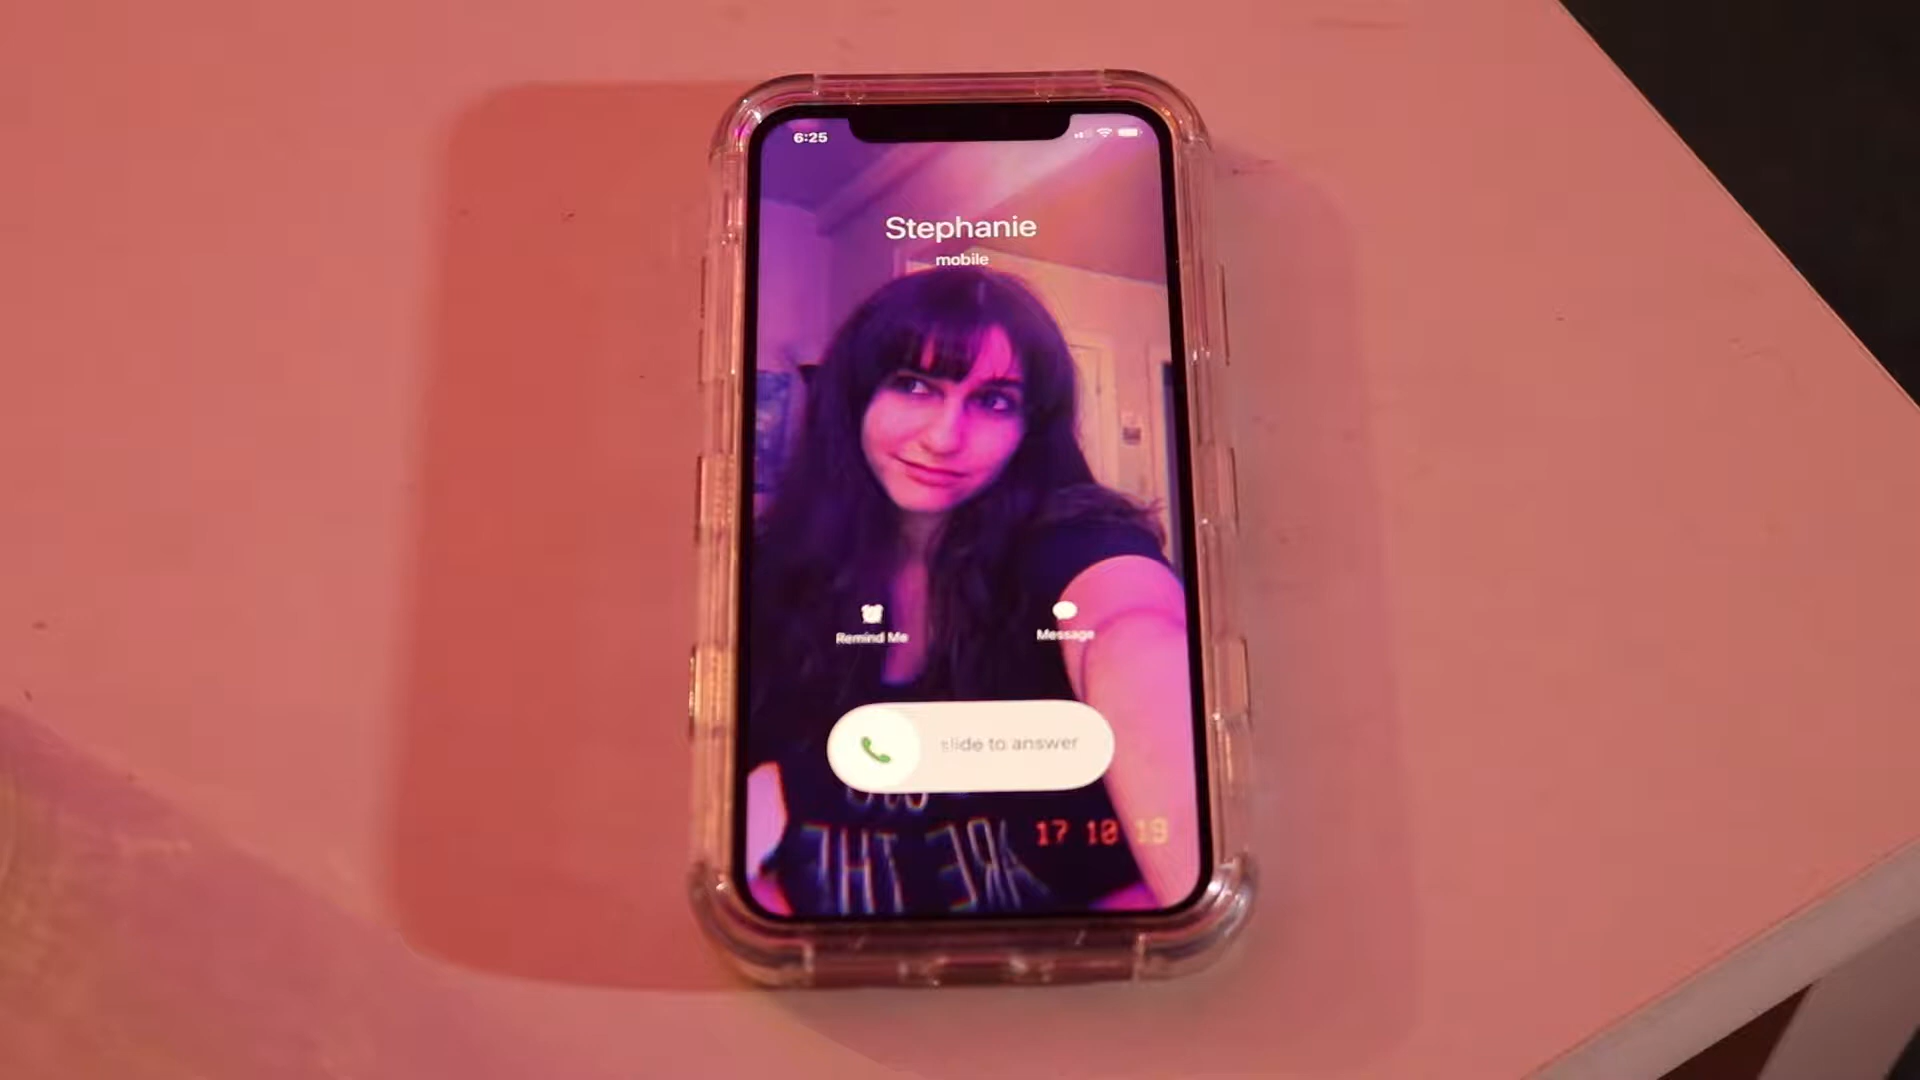 6:25
Stephanie
mobile
Remind Me
Message
slide to answer
ARE THE
17 10 19